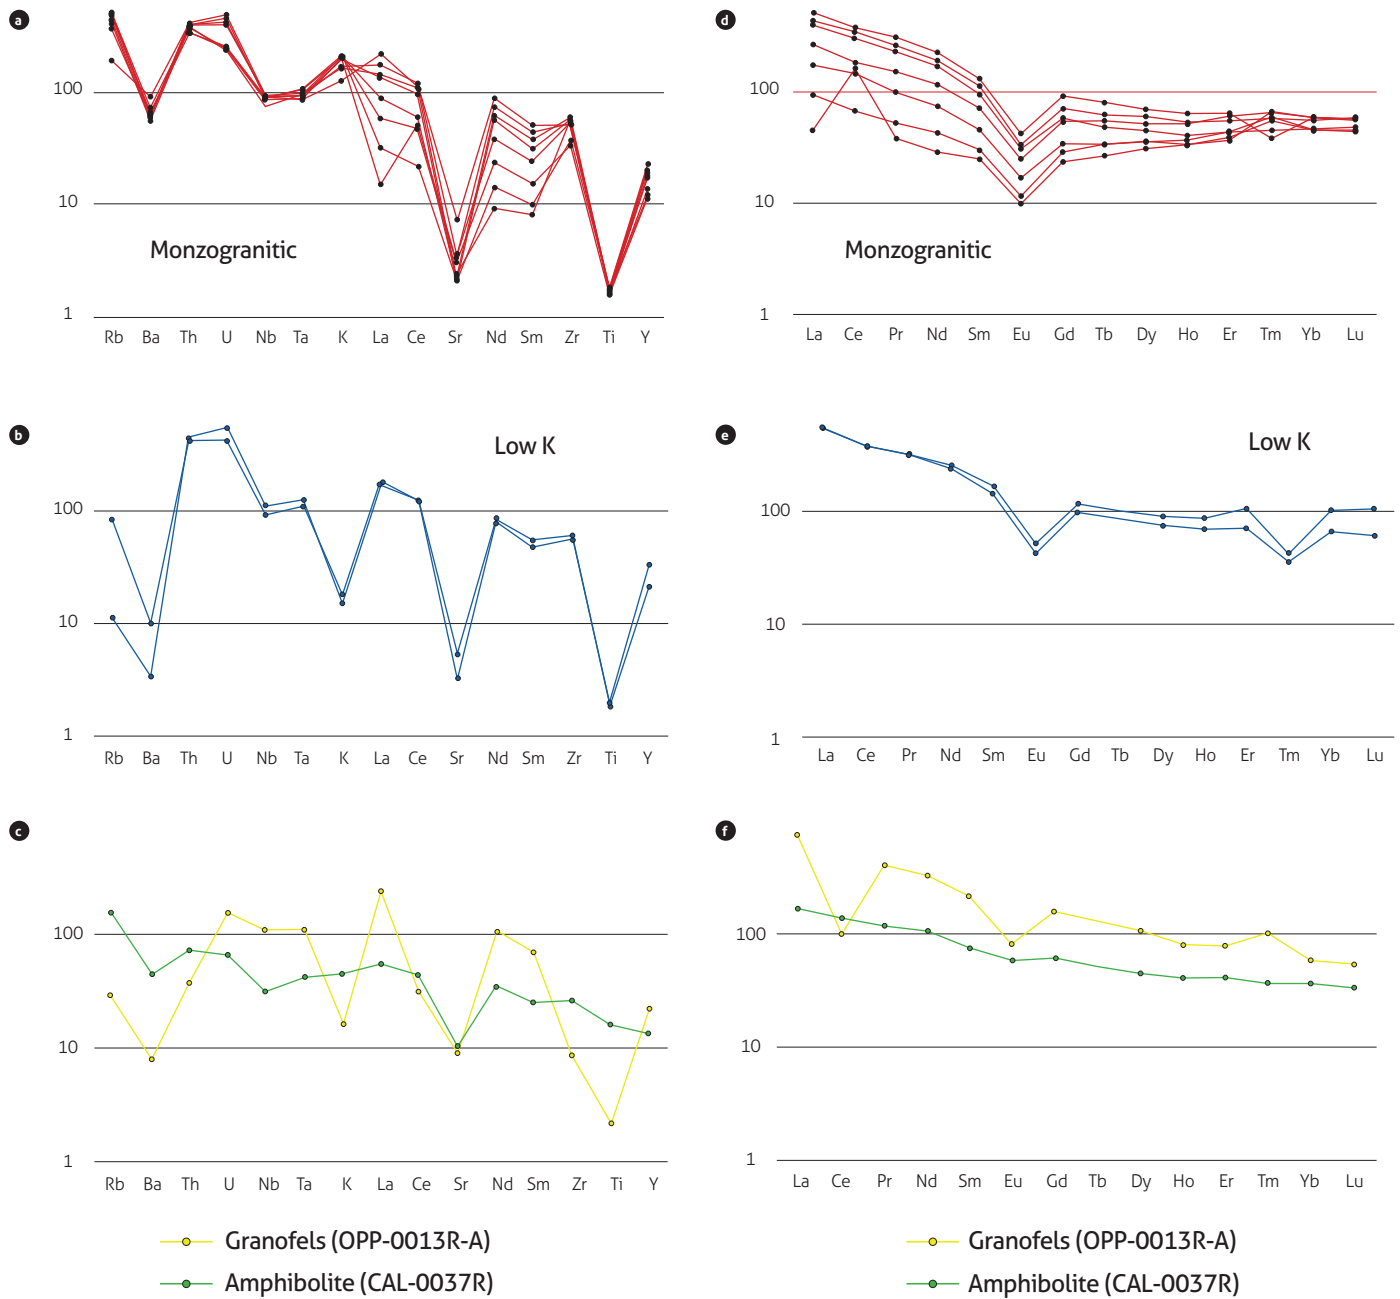 a
100
10
1
Monzogranitic
Rb Ba Th U Nb Ta K La Ce Sr Nd Sm Zr Ti Y
d
100
10
1
Monzogranitic
La Ce Pr Nd Sm Eu Gd Tb Dy Ho Er Tm Yb Lu
b
Low K
100
10
1
Rb Ba Th U Nb Ta K La Ce Sr Nd Sm Zr Ti Y
e
Low K
100
10
1
La Ce Pr Nd Sm Eu Gd Tb Dy Ho Er Tm Yb Lu
c
100
10
1
Rb Ba Th U Nb Ta K La Ce Sr Nd Sm Zr Ti Y
Granofels (OPP-0013R-A)
Amphibolite (CAL-0037R)
f
100
10
1
La Ce Pr Nd Sm Eu Gd Tb Dy Ho Er Tm Yb Lu
Granofels (OPP-0013R-A)
Amphibolite (CAL-0037R)